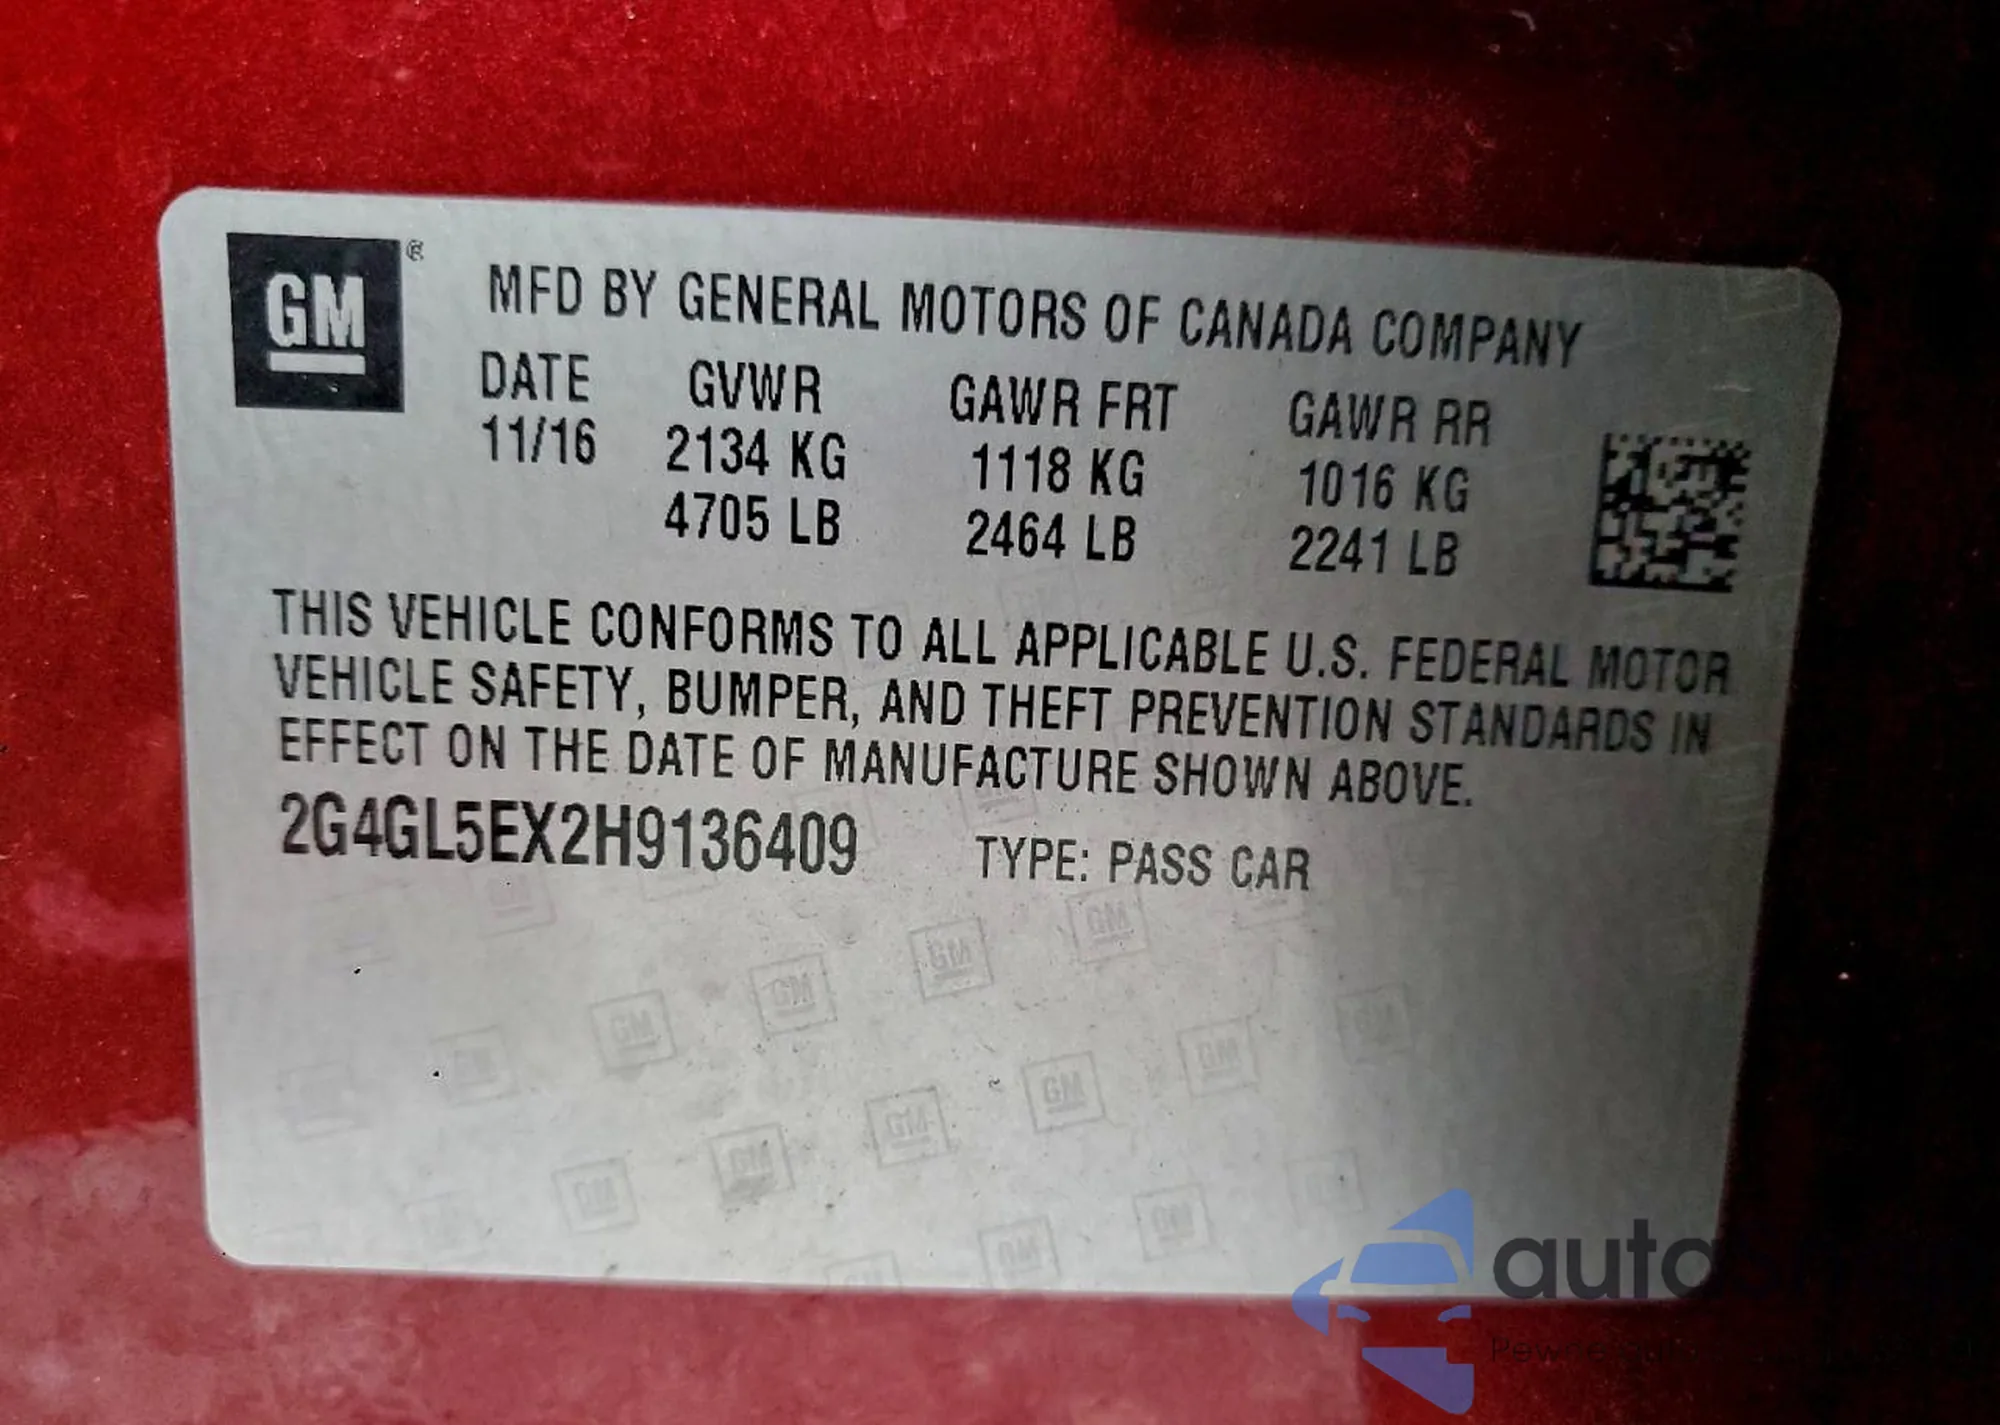 GM ®
MFD BY GENERAL MOTORS OF CANADA COMPANY
DATE GVWR GAWR FRT GAWR RR
11/16 2134 KG 1118 KG 1016 KG
4705 LB 2464 LB 2241 LB
THIS VEHICLE CONFORMS TO ALL APPLICABLE U.S. FEDERAL MOTOR
VEHICLE SAFETY, BUMPER, AND THEFT PREVENTION STANDARDS IN
EFFECT ON THE DATE OF MANUFACTURE SHOWN ABOVE.
2G4GL5EX2H9136409 TYPE: PASS CAR